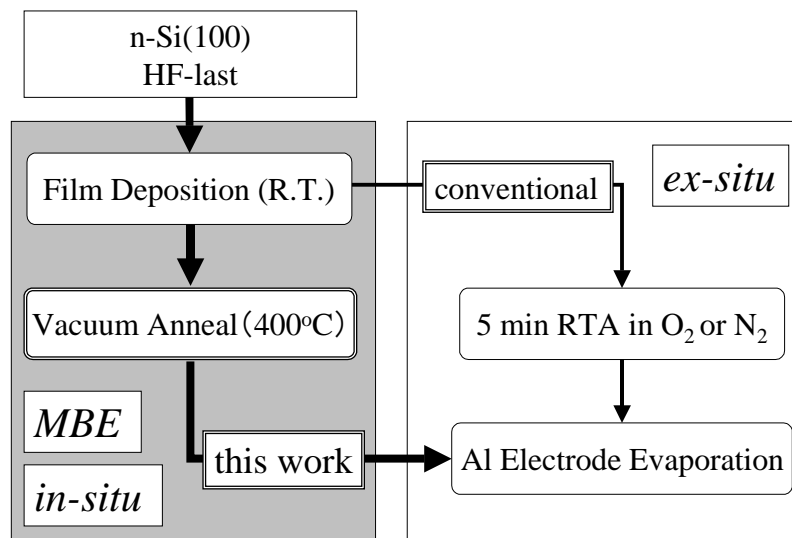 n-Si(100)
HF-last
Film Deposition (R.T.)
conventional
ex-situ
Vacuum Anneal（400ºC）
5 min RTA in O₂ or N₂
MBE
this work
Al Electrode Evaporation
in-situ